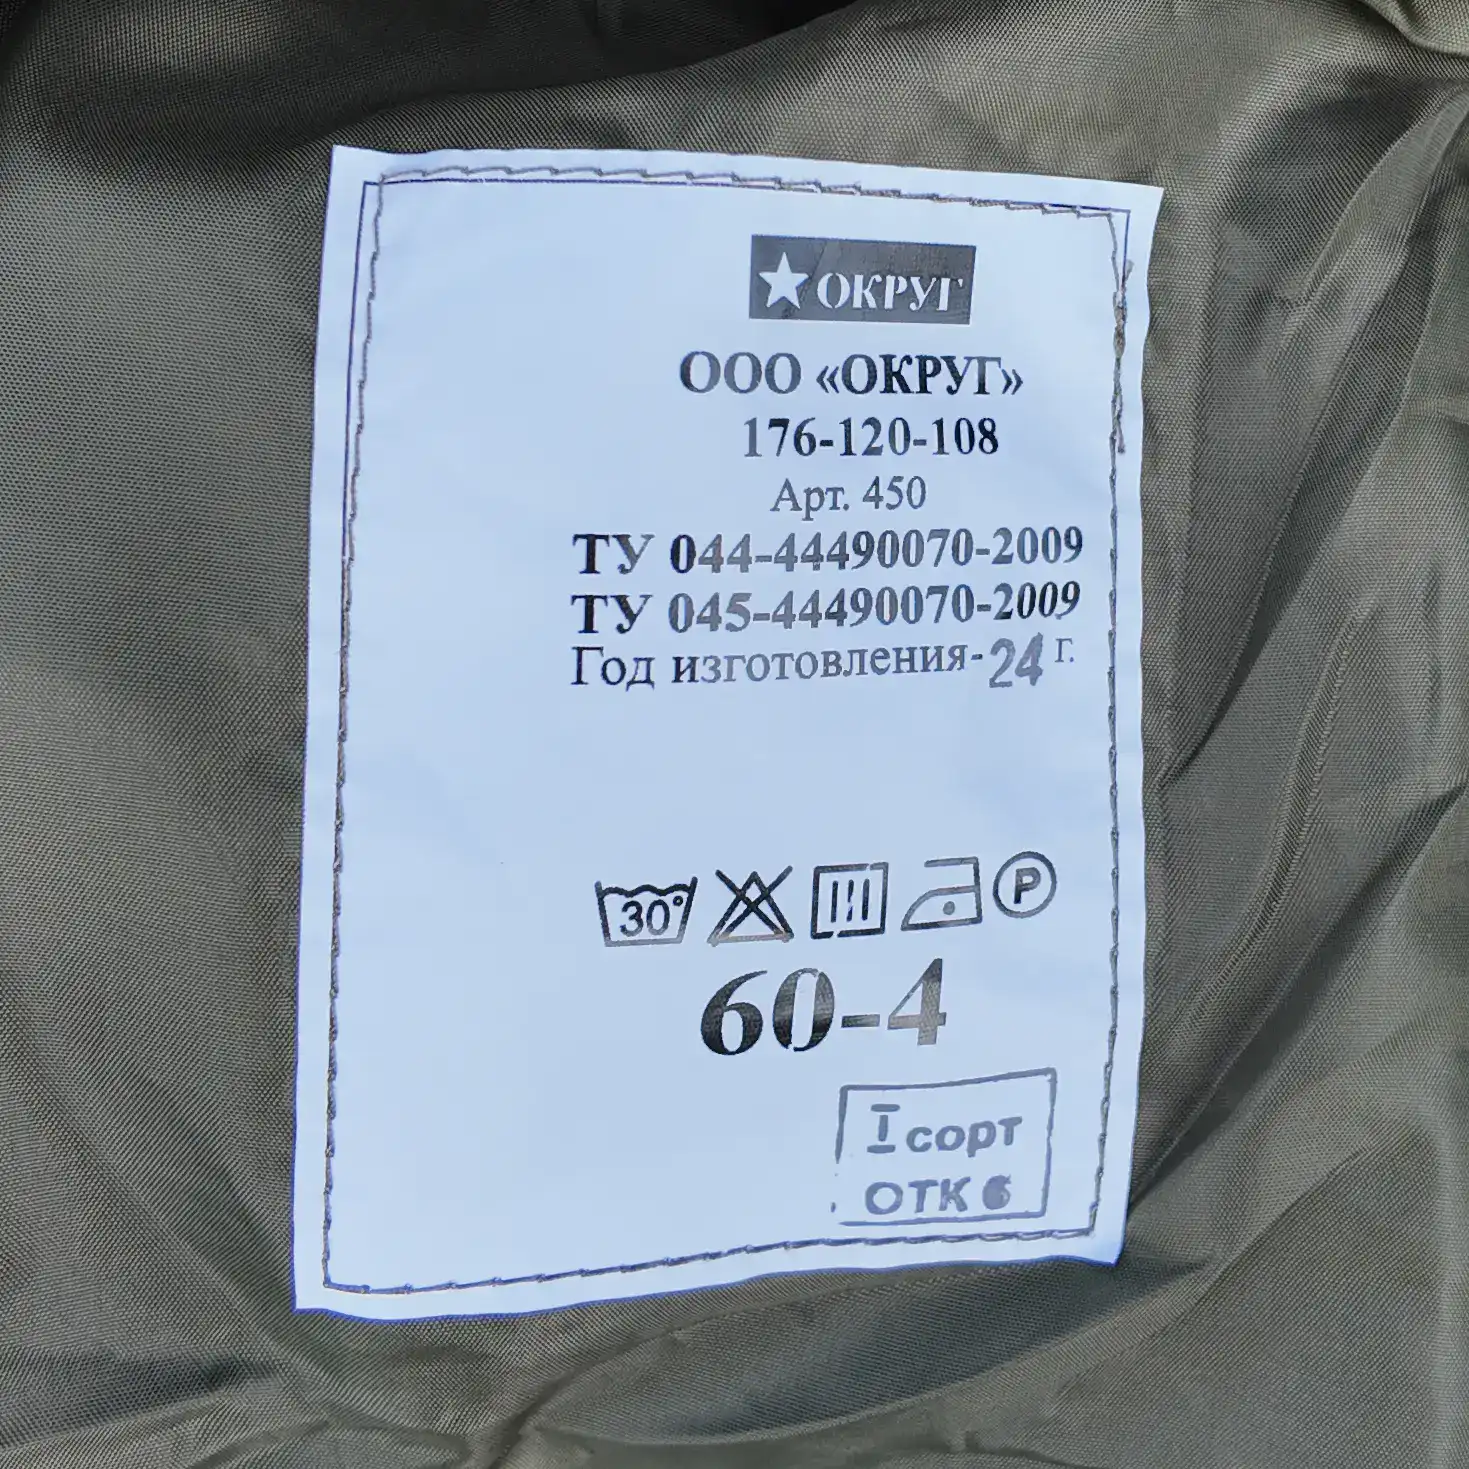 ОКРУГ
ООО «ОКРУГ»
176-120-108
Арт. 450
ТУ 044-44490070-2009
ТУ 045-44490070-2009
Год изготовления-24 г.
30° P
60-4
I сорт
ОТК 6